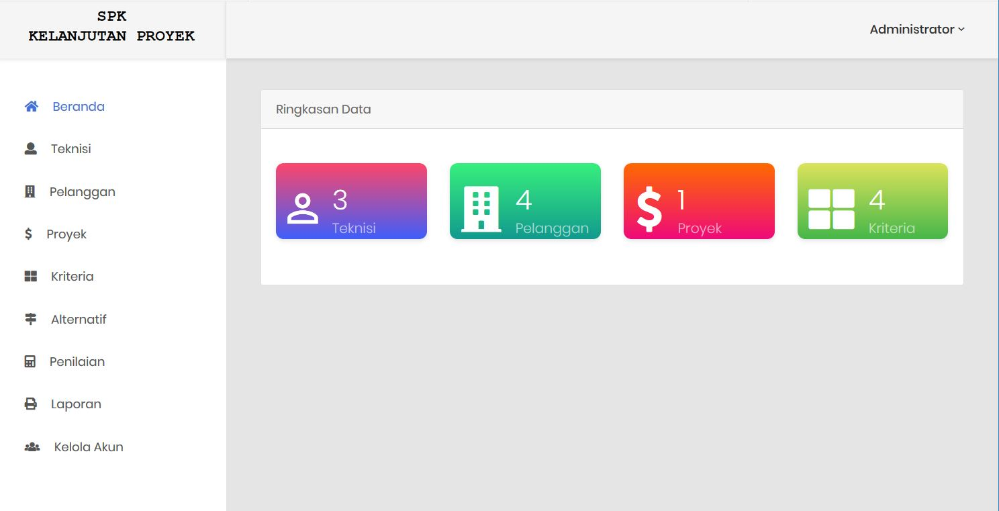 SPK
KELANJUTAN PROYEK
Administrator
Beranda
Teknisi
Pelanggan
Proyek
Kriteria
Alternatif
Penilaian
Laporan
Kelola Akun
Ringkasan Data
3
Teknisi
4
Pelanggan
1
Proyek
4
Kriteria